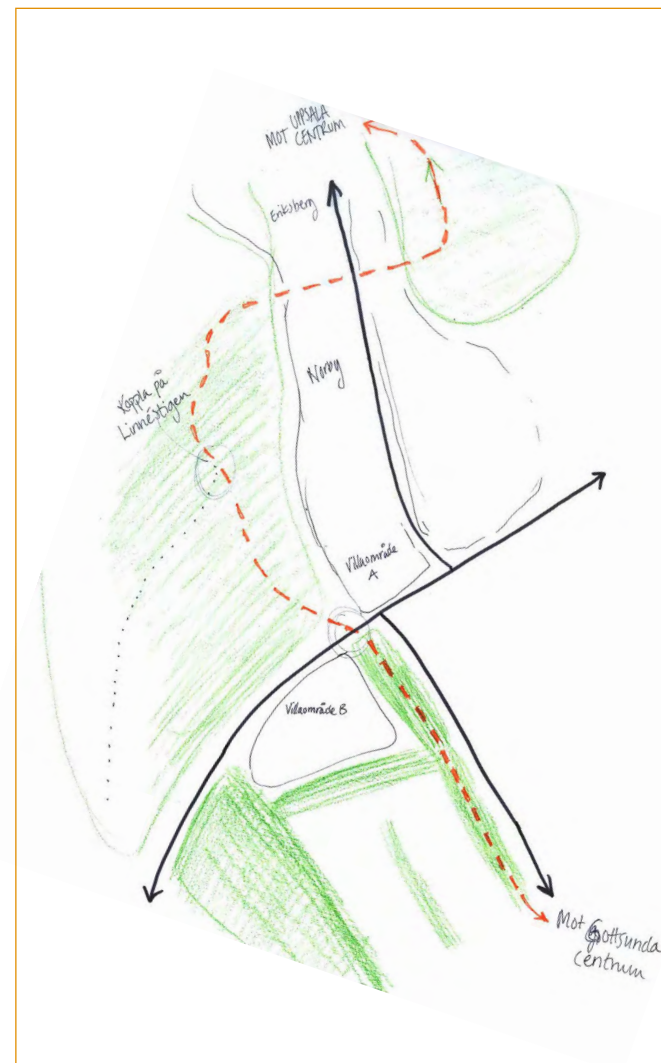 MOT UPPSALA
CENTRUM
Eriksberg
Norby
Koppla på
Linnéstigen
Villaområde
A
Villaområde B
Mot Gottsunda
centrum